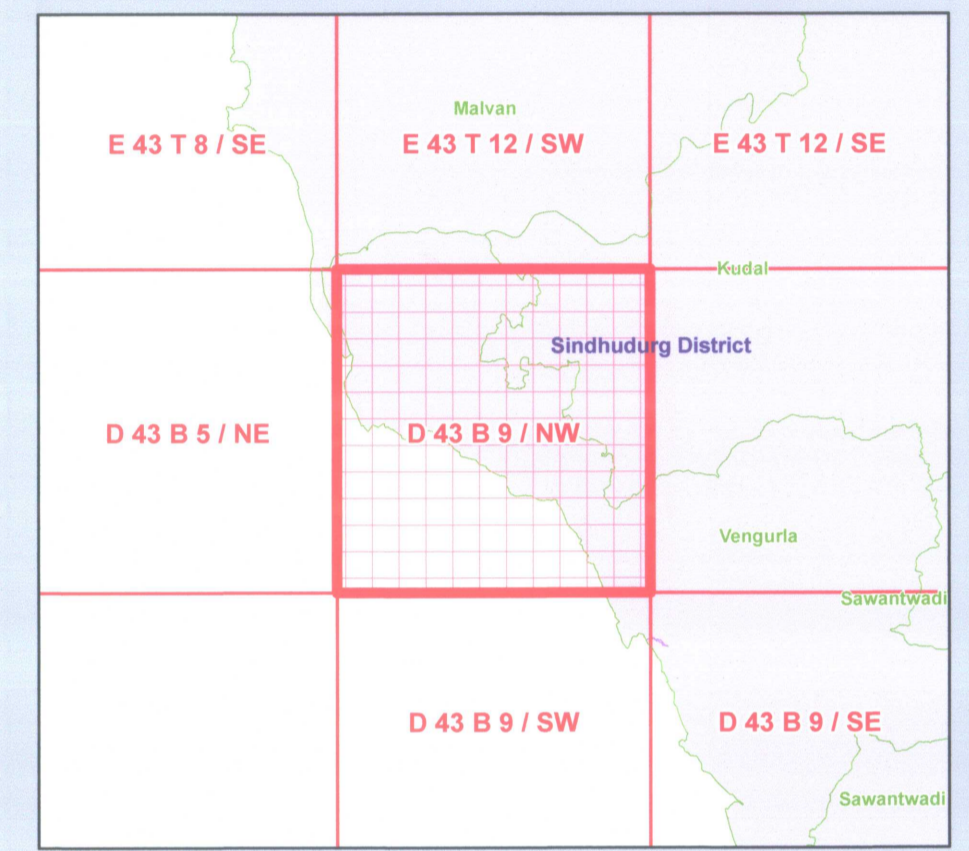 Malvan
E 43 T 8 / SE
E 43 T 12 / SW
E 43 T 12 / SE
Kudal
Sindhudurg District
D 43 B 5 / NE
D 43 B 9 / NW
Vengurla
Sawantwadi
D 43 B 9 / SW
D 43 B 9 / SE
Sawantwadi